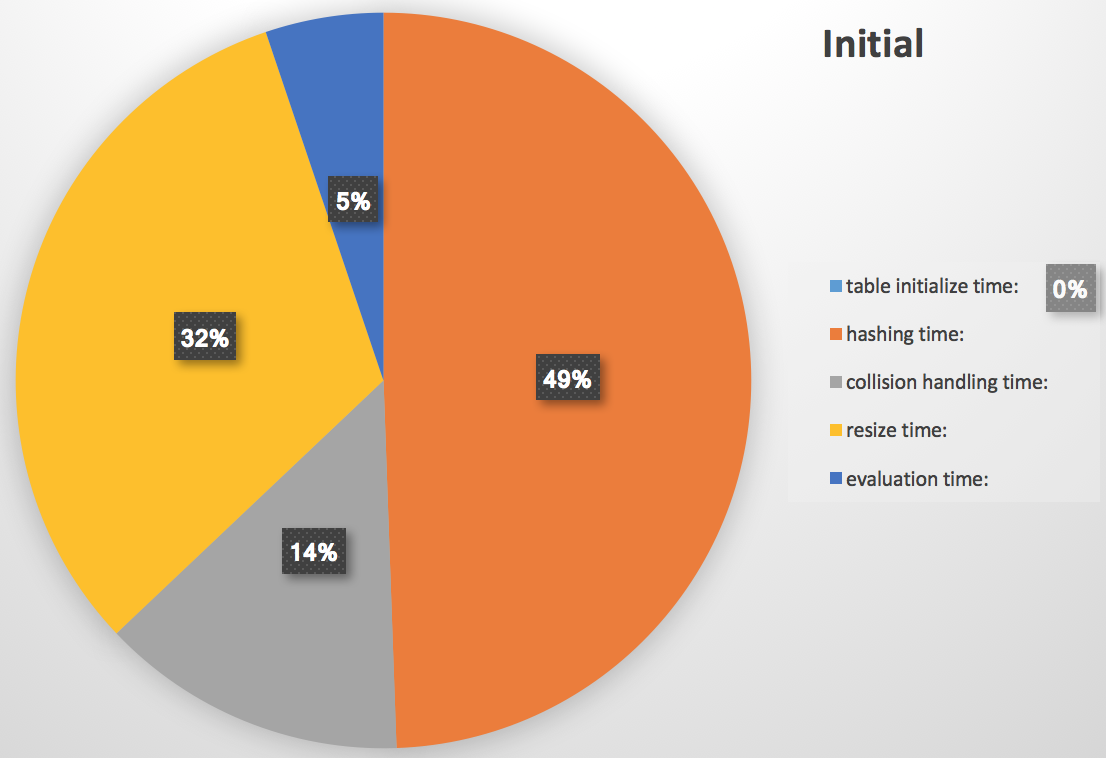 Initial
5%
table initialize time: 0%
hashing time:
32%
49%
collision handling time:
resize time:
evaluation time:
14%